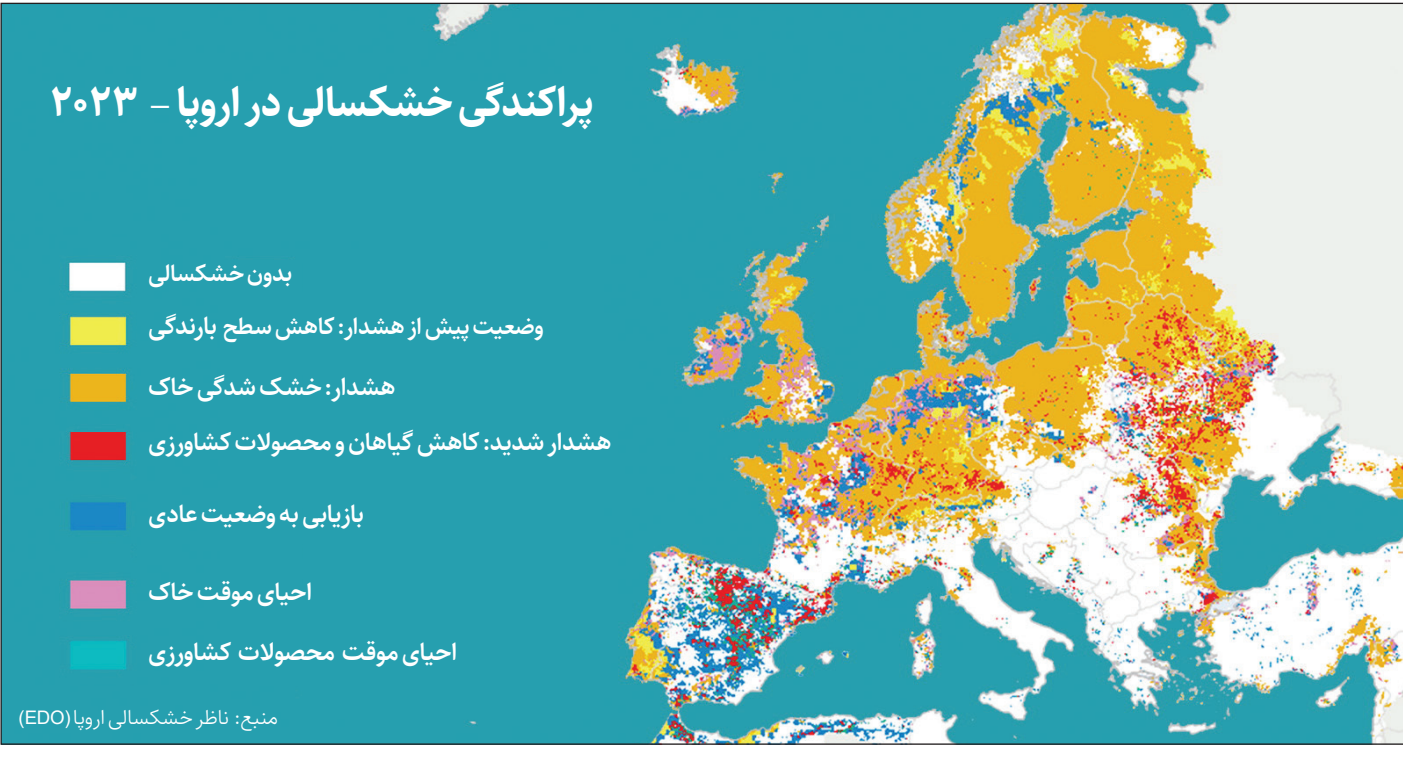 پراکندگی خشکسالی در اروپا – ۲۰۲۳
بدون خشکسالی
وضعیت پیش از هشدار: کاهش سطح بارندگی
هشدار: خشک شدگی خاک
هشدار شدید: کاهش گیاهان و محصولات کشاورزی
بازیابی به وضعیت عادی
احیای موقت خاک
احیای موقت محصولات کشاورزی
منبع: ناظر خشکسالی اروپا (EDO)